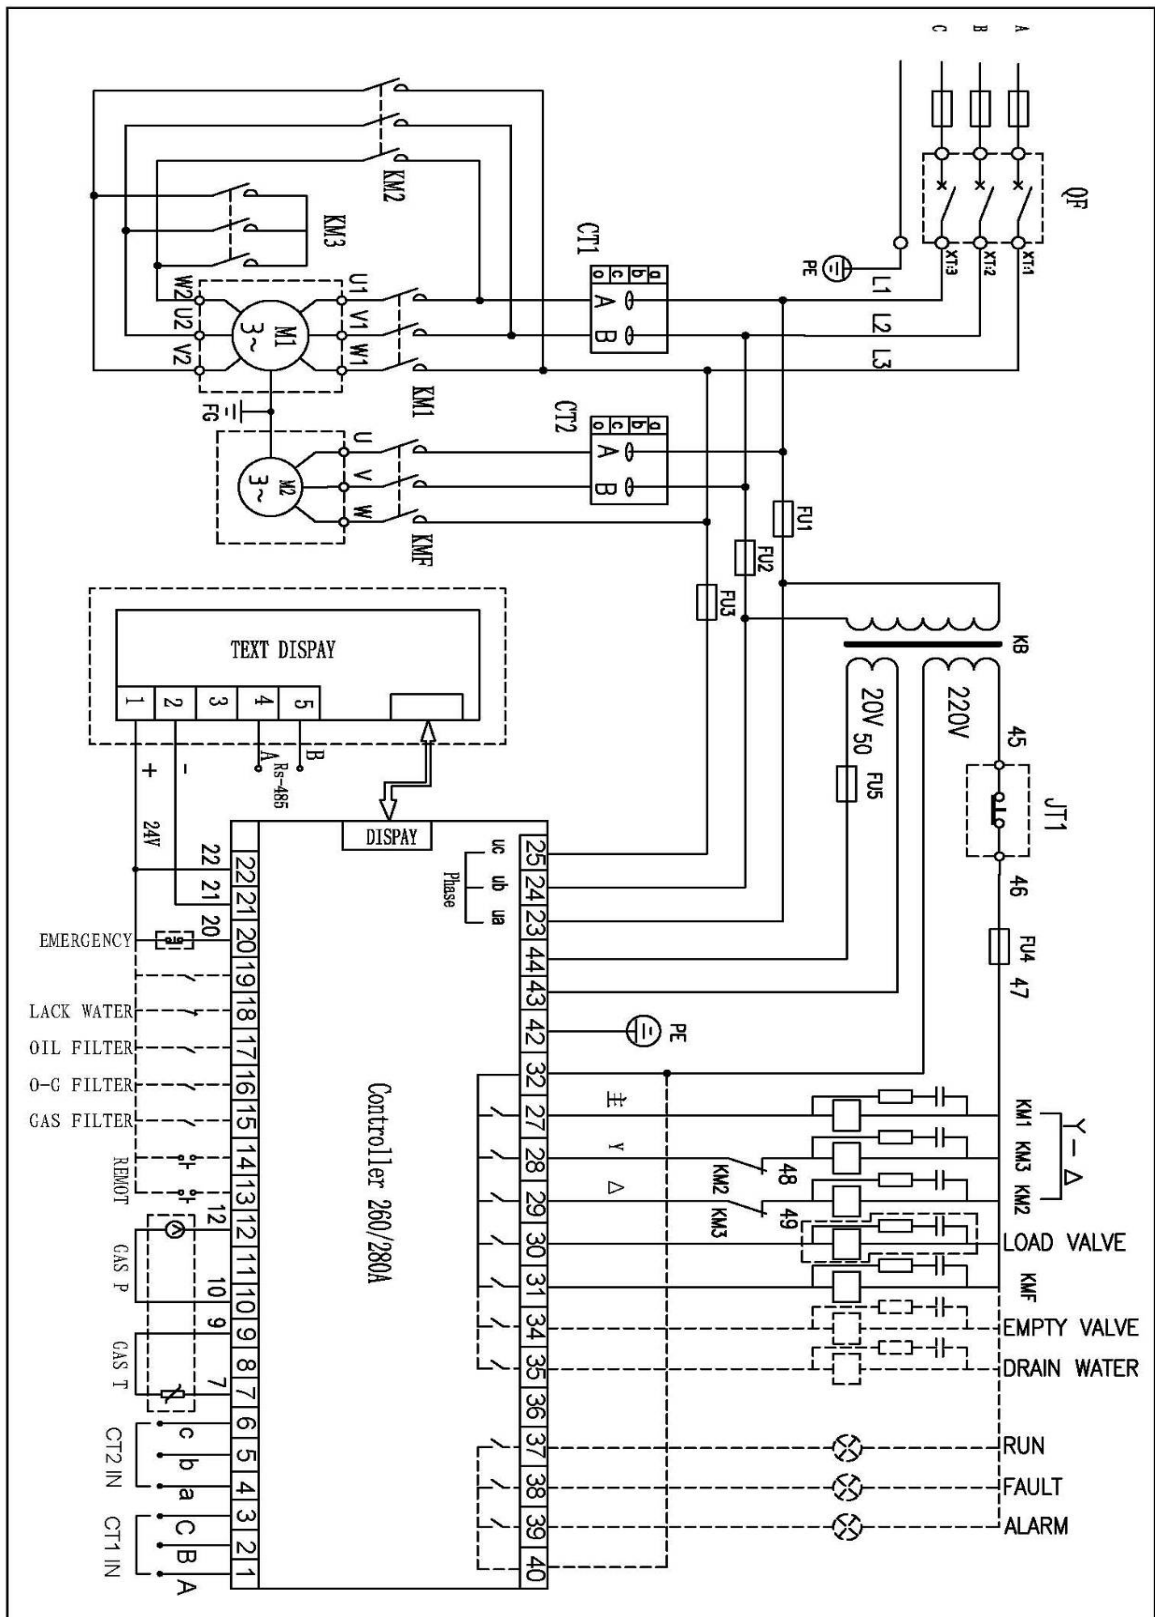 C
B
A
QF
XT:3
XT:2
XT:1
PE
L1
L2
L3
KM2
KM3
CT1
o c b a
A
B
W2
U2
V2
M1
3~
U1
V1
W1
KM1
FG
CT2
o c b a
A
B
M2
3~
U
V
W
KMF
FU1
FU2
FU3
KB
20V
220V
50
FU5
45
JT1
46
FU4
47
TEXT DISPAY
1
2
3
4
5
+
-
A
B
Rs-485
24V
DISPAY
uc
ub
ua
Phase
Controller 260/280A
22
21
20
22
21
20
19
18
17
16
15
14
13
12
11
10
9
8
7
6
5
4
3
2
1
EMERGENCY
LACK WATER
OIL FILTER
O-G FILTER
GAS FILTER
REMOT
12
GAS P
10
9
GAS T
7
c
b
a
CT2 IN
C
B
A
CT1 IN
25
24
23
44
43
42
32
27
28
29
30
31
34
35
36
37
38
39
40
PE
主
Y
△
KM2
48
KM3
49
KM1
KM3
KM2
Y-△
LOAD VALVE
KMF
EMPTY VALVE
DRAIN WATER
RUN
FAULT
ALARM